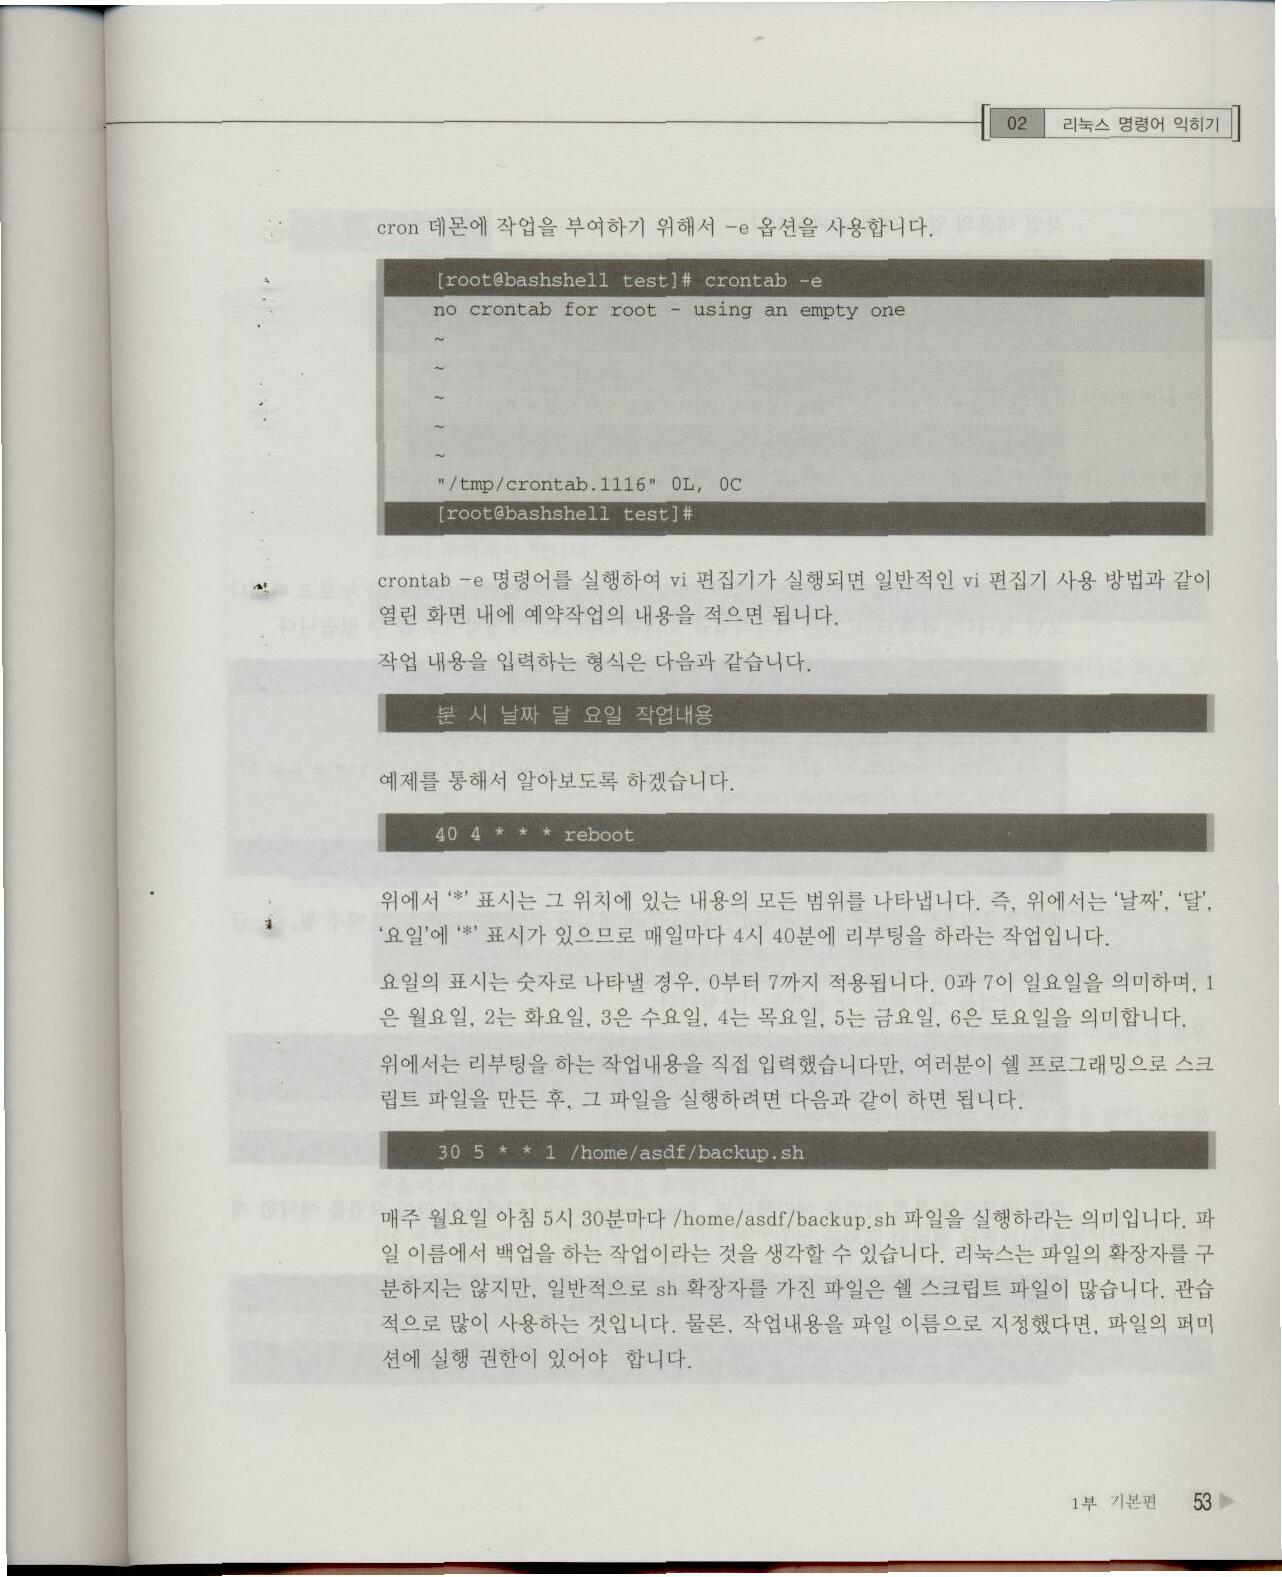 02 리눅스 명령어 익히기
cron 데몬에 작업을 부여하기 위해서 -e 옵션을 사용합니다.
[root@bashshell test]# crontab -e
no crontab for root - using an empty one
~
~
~
~
~
"/tmp/crontab.1116" 0L, 0C
[root@bashshell test]#
crontab -e 명령어를 실행하여 vi 편집기가 실행되면 일반적인 vi 편집기 사용 방법과 같이
열린 화면 내에 예약작업의 내용을 적으면 됩니다.
작업 내용을 입력하는 형식은 다음과 같습니다.
분 시 날짜 달 요일 작업내용
예제를 통해서 알아보도록 하겠습니다.
40 4 * * * reboot
위에서 '*' 표시는 그 위치에 있는 내용의 모든 범위를 나타냅니다. 즉, 위에서는 '날짜', '달',
'요일'에 '*' 표시가 있으므로 매일마다 4시 40분에 리부팅을 하라는 작업입니다.
요일의 표시는 숫자로 나타낼 경우, 0부터 7까지 적용됩니다. 0과 7이 일요일을 의미하며, 1
은 월요일, 2는 화요일, 3은 수요일, 4는 목요일, 5는 금요일, 6은 토요일을 의미합니다.
위에서는 리부팅을 하는 작업내용을 직접 입력했습니다만, 여러분이 쉘 프로그래밍으로 스크
립트 파일을 만든 후, 그 파일을 실행하려면 다음과 같이 하면 됩니다.
30 5 * * 1 /home/asdf/backup.sh
매주 월요일 아침 5시 30분마다 /home/asdf/backup.sh 파일을 실행하라는 의미입니다. 파
일 이름에서 백업을 하는 작업이라는 것을 생각할 수 있습니다. 리눅스는 파일의 확장자를 구
분하지는 않지만, 일반적으로 sh 확장자를 가진 파일은 쉘 스크립트 파일이 많습니다. 관습
적으로 많이 사용하는 것입니다. 물론, 작업내용을 파일 이름으로 지정했다면, 파일의 퍼미
션에 실행 권한이 있어야 합니다.
1부 기본편 53